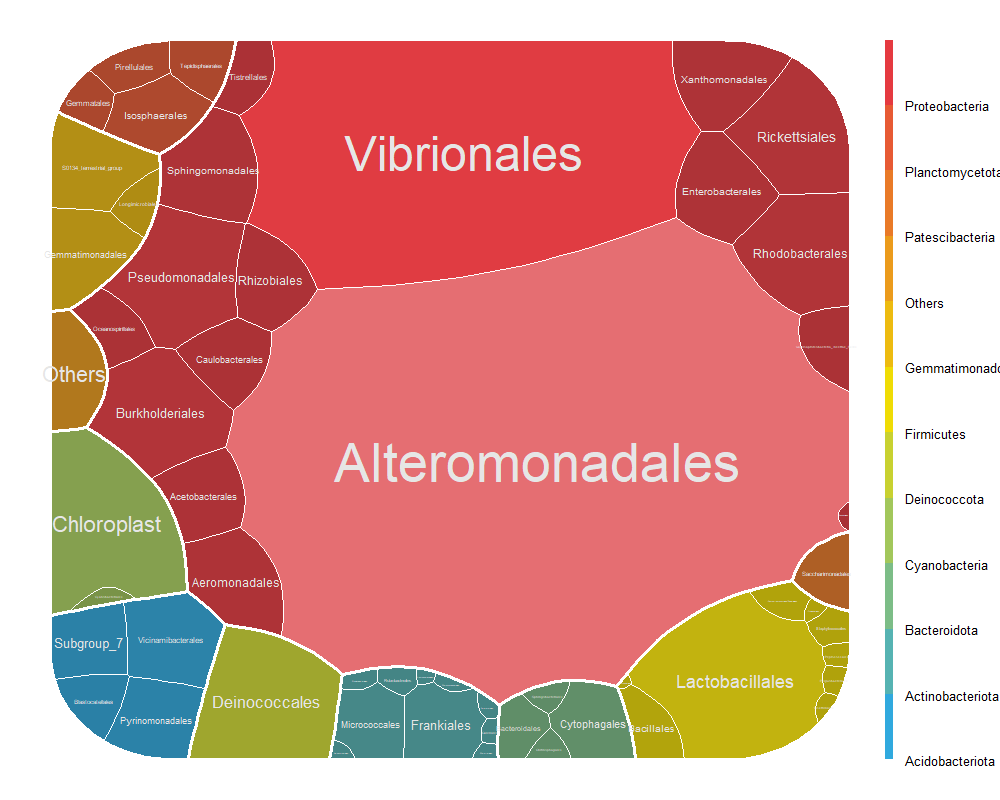 Pirellulales
Tepidisphaerales
Tistrellales
Gemmatales
Isosphaerales
Xanthomonadales
Rickettsiales
Vibrionales
S0134_terrestrial_group
Sphingomonadales
Enterobacterales
Longimicrobiales
Gemmatimonadales
Pseudomonadales
Rhizobiales
Rhodobacterales
Oceanospirillales
Caulobacterales
Others
Burkholderiales
Alteromonadales
Acetobacterales
Chloroplast
Aeromonadales
Saccharimonadales
Subgroup_7
Vicinamibacterales
Blastocatellales
Pyrinomonadales
Deinococcales
Micrococcales
Frankiales
Bacteroidales
Cytophagales
Bacillales
Lactobacillales
Proteobacteria
Planctomycetota
Patescibacteria
Others
Gemmatimonado
Firmicutes
Deinococcota
Cyanobacteria
Bacteroidota
Actinobacteriota
Acidobacteriota